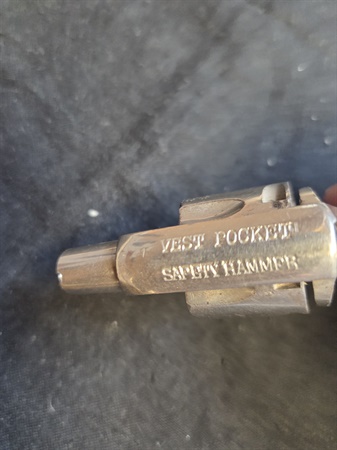 "VEST POCKET"
SAFETY HAMMER